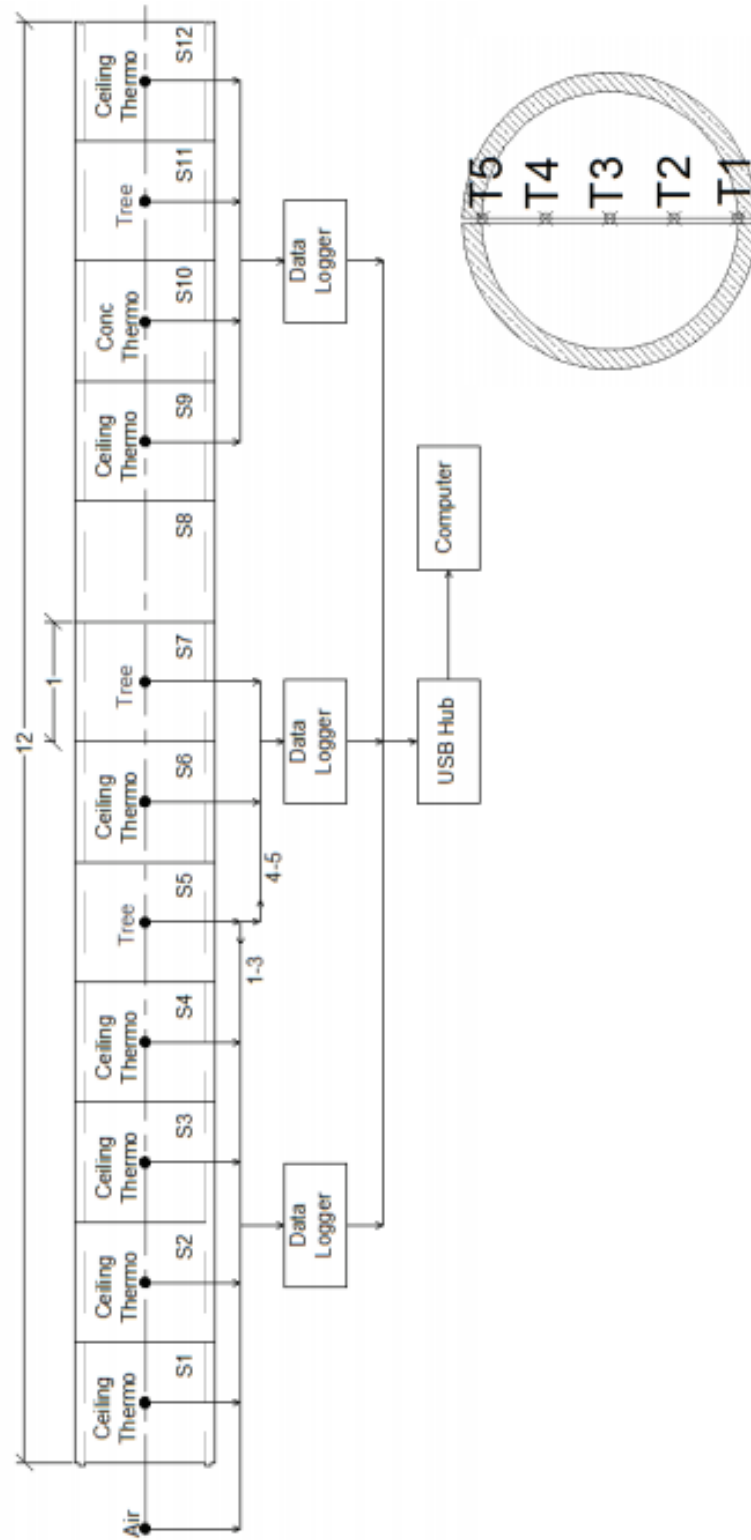 12
1
Air
Ceiling
Thermo
S1
Ceiling
Thermo
S2
Ceiling
Thermo
S3
Ceiling
Thermo
S4
Tree
S5
Ceiling
Thermo
S6
Tree
S7
S8
Ceiling
Thermo
S9
Conc
Thermo
S10
Tree
S11
Ceiling
Thermo
S12
1-3
4-5
Data
Logger
Data
Logger
Data
Logger
USB Hub
Computer
T5
T4
T3
T2
T1